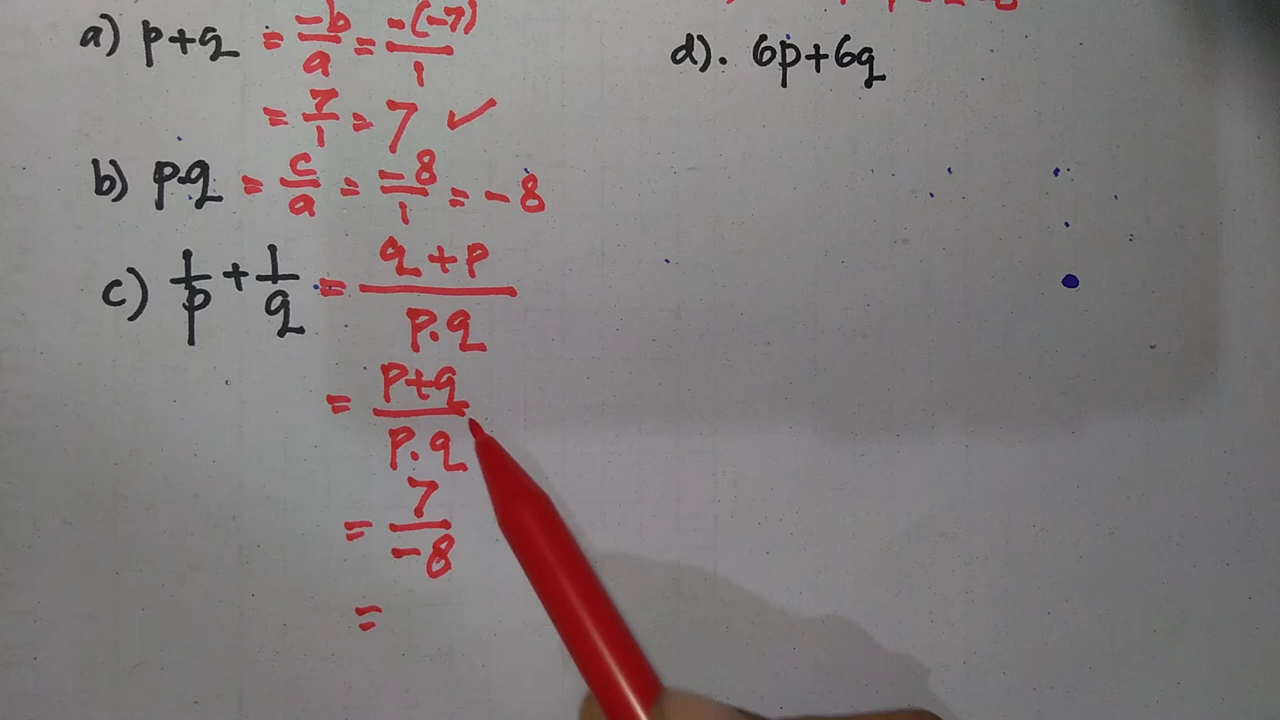 a) p+q = -b/a = -(-7)/1
= 7/1 = 7 ✓
b) p.q = c/a = -8/1 = -8
c) 1/p + 1/q = q+p/p.q
= p+q/p.q
= 7/-8
=
d). 6p+6q